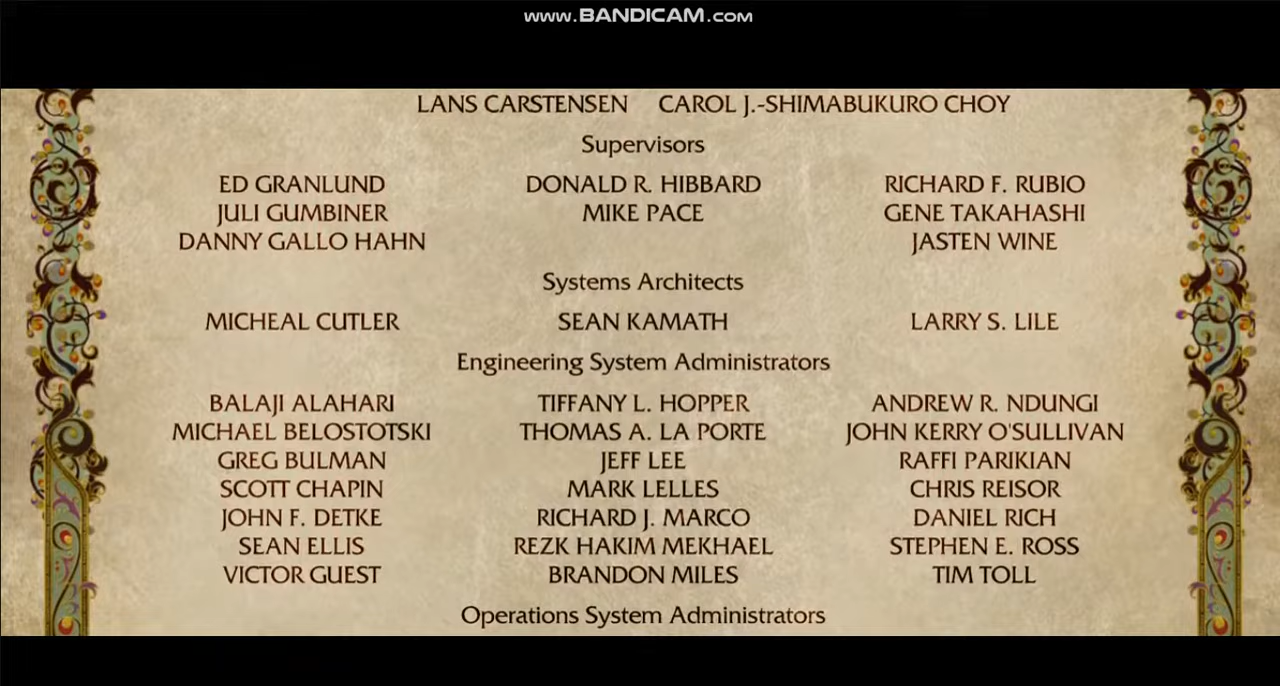 www.BANDICAM.com
LANS CARSTENSEN CAROL J.-SHIMABUKURO CHOY
Supervisors
ED GRANLUND DONALD R. HIBBARD RICHARD F. RUBIO
JULI GUMBINER MIKE PACE GENE TAKAHASHI
DANNY GALLO HAHN JASTEN WINE
Systems Architects
MICHEAL CUTLER SEAN KAMATH LARRY S. LILE
Engineering System Administrators
BALAJI ALAHARI TIFFANY L. HOPPER ANDREW R. NDUNGI
MICHAEL BELOSTOTSKI THOMAS A. LA PORTE JOHN KERRY O'SULLIVAN
GREG BULMAN JEFF LEE RAFFI PARIKIAN
SCOTT CHAPIN MARK LELLES CHRIS REISOR
JOHN F. DETKE RICHARD J. MARCO DANIEL RICH
SEAN ELLIS REZK HAKIM MEKHAEL STEPHEN E. ROSS
VICTOR GUEST BRANDON MILES TIM TOLL
Operations System Administrators